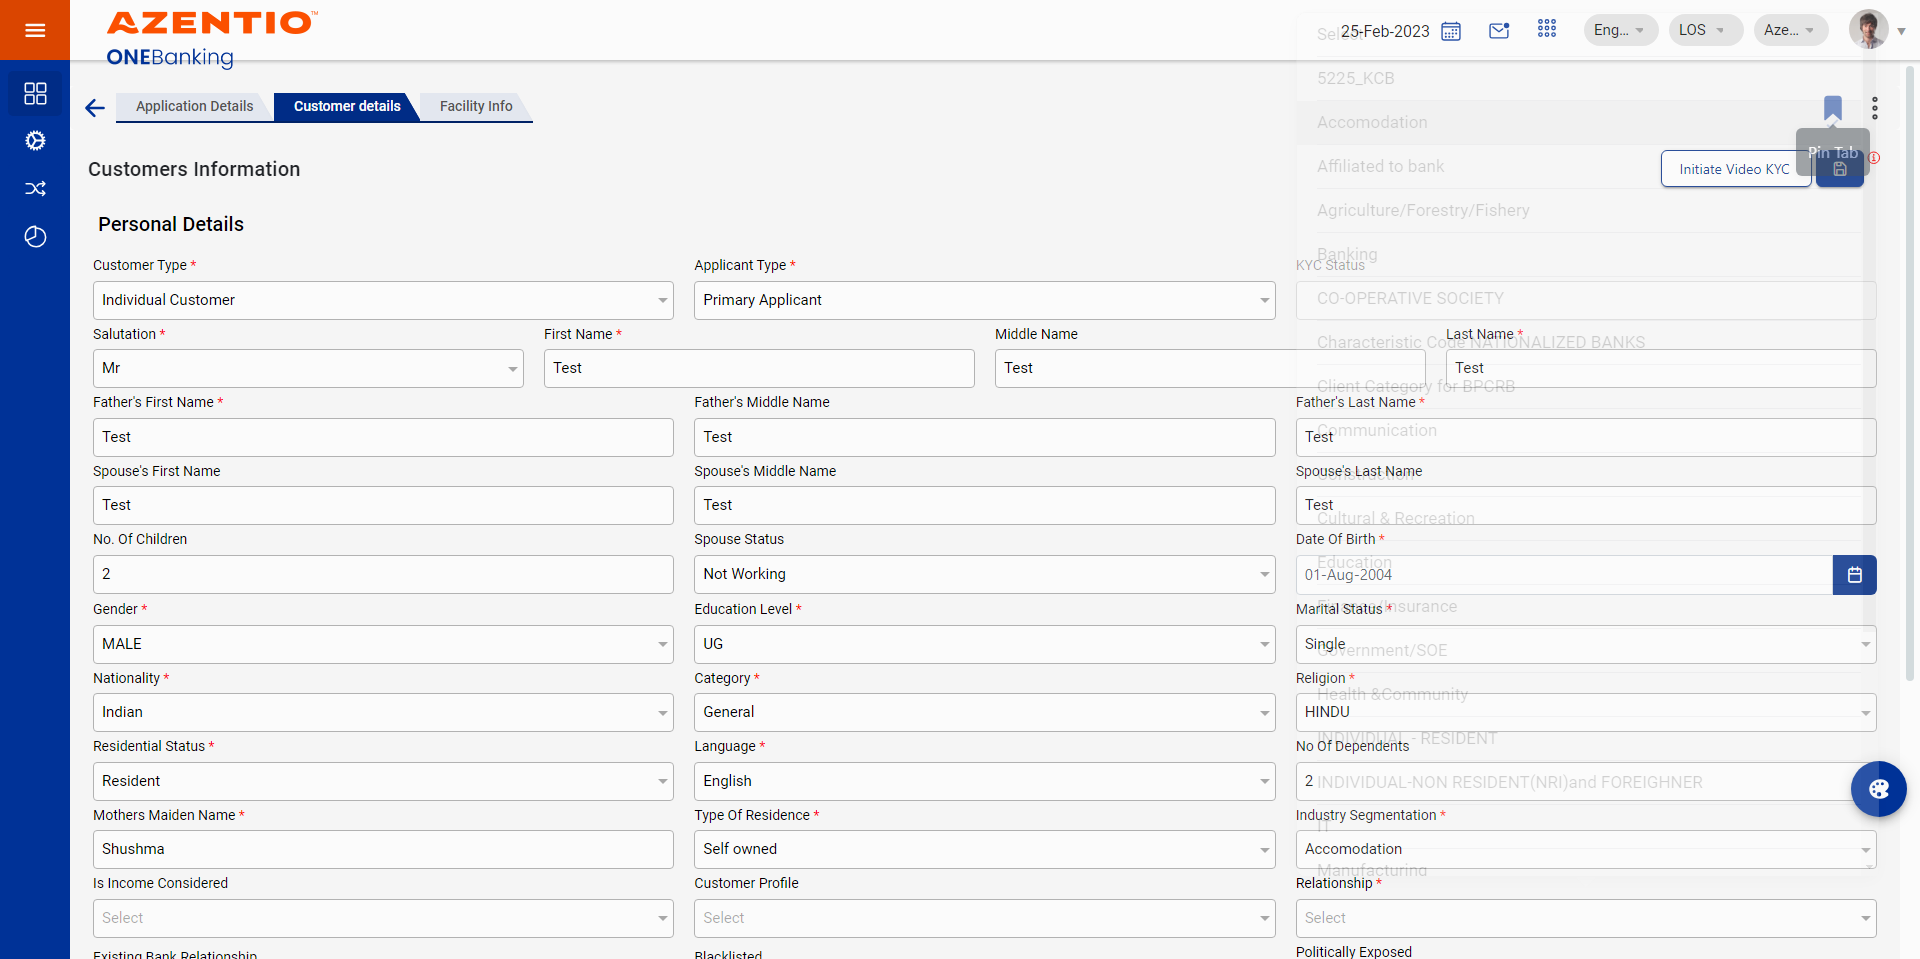 AZENTIO™
ONEBanking
25-Feb-2023
Eng...
LOS
Aze...
Select
5225_KCB
Accomodation
Affiliated to bank
Agriculture/Forestry/Fishery
Banking
CO-OPERATIVE SOCIETY
Characteristic Code NATIONALIZED BANKS
Client Category for BPCRB
Communication
Construction
Cultural & Recreation
Education
Finance/Insurance
Government/SOE
Health &Community
INDIVIDUAL - RESIDENT
INDIVIDUAL-NON RESIDENT(NRI)and FOREIGHNER
IT
Manufacturing
Application Details
Customer details
Facility Info
Pin Tab
Customers Information
Initiate Video KYC
Personal Details
Customer Type *
Applicant Type *
KYC Status
Individual Customer
Primary Applicant
Salutation *
First Name *
Middle Name
Last Name *
Mr
Test
Test
Test
Father's First Name *
Father's Middle Name
Father's Last Name *
Test
Test
Test
Spouse's First Name
Spouse's Middle Name
Spouse's Last Name
Test
Test
Test
No. Of Children
Spouse Status
Date Of Birth *
2
Not Working
01-Aug-2004
Gender *
Education Level *
Marital Status *
MALE
UG
Single
Nationality *
Category *
Religion *
Indian
General
HINDU
Residential Status *
Language *
No Of Dependents
Resident
English
2
Mothers Maiden Name *
Type Of Residence *
Industry Segmentation *
Shushma
Self owned
Accomodation
Is Income Considered
Customer Profile
Relationship *
Select
Select
Select
Existing Bank Relationship
Blacklisted
Politically Exposed